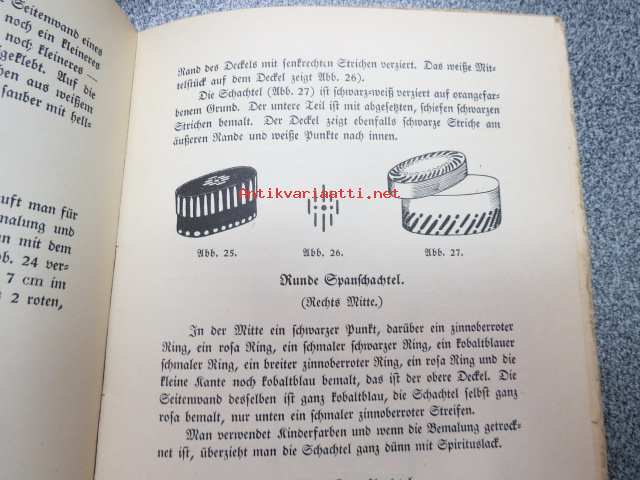 Seitenwand eines
noch ein kleineres
noch kleineres —
geklebt. Auf die
hen aus weißem
sauber mit hell-
uft man für
emalung und
n mit dem
b. 24 ver-
7 cm im
2 roten,
Rand des Deckels mit senkrechten Strichen verziert. Das weiße Mit-
telstück auf dem Deckel zeigt Abb. 26).
Die Schachtel (Abb. 27) ist schwarz-weiß verziert auf orangefar-
benem Grund. Der untere Teil ist mit abgesetzten, schiefen schwarzen
Strichen bemalt. Der Deckel zeigt ebenfalls schwarze Striche am
äußeren Rande und weiße Punkte nach innen.
Antikvariaatti.net
Abb. 25. Abb. 26. Abb. 27.
Runde Spanschachtel.
(Rechts Mitte.)
In der Mitte ein schwarzer Punkt, darüber ein zinnoberroter
Ring, ein rosa Ring, ein schmaler schwarzer Ring, ein kobaltblauer
schmaler Ring, ein breiter zinnoberroter Ring, ein rosa Ring und die
kleine Kante noch kobaltblau bemalt, das ist der obere Deckel. Die
Seitenwand desselben ist ganz kobaltblau, die Schachtel selbst ganz
rosa bemalt, nur unten ein schmaler zinnoberroter Streifen.
Man verwendet Kinderfarben und wenn die Bemalung getrock-
net ist, überzieht man die Schachtel ganz dünn mit Spirituslack.